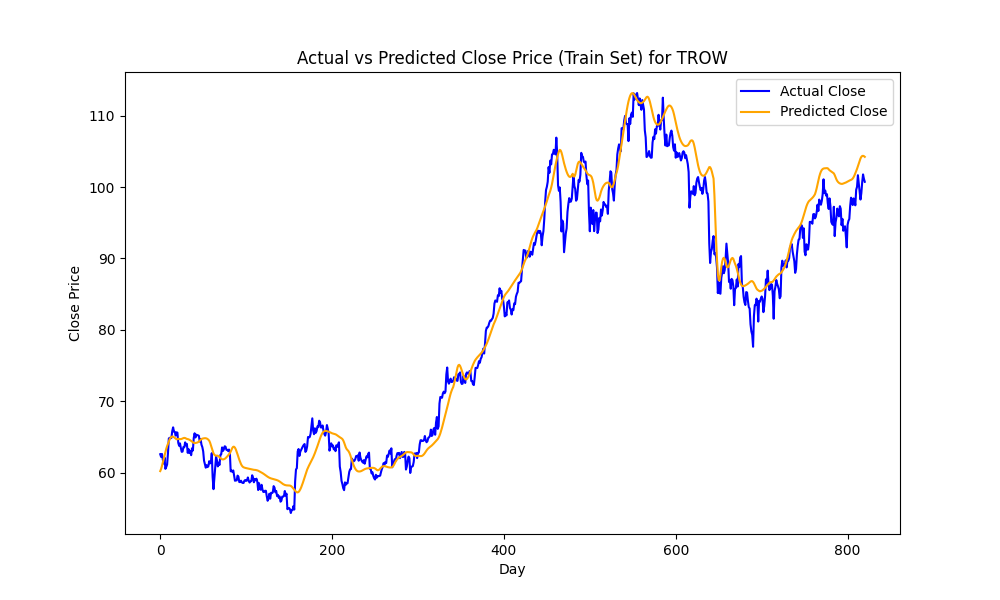 Actual vs Predicted Close Price (Train Set) for TROW
Actual Close
Predicted Close
Close Price
110
100
90
80
70
60
0
200
400
600
800
Day